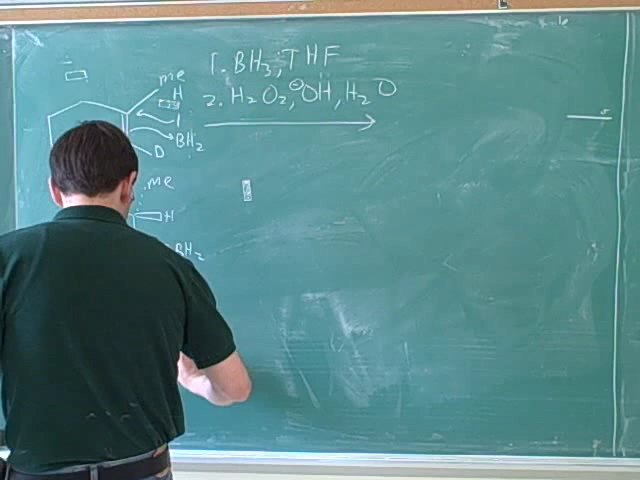 1. BH3, THF
2. H2O2, ⊖OH, H2O
me
H
BH2
D
me
H
BH2